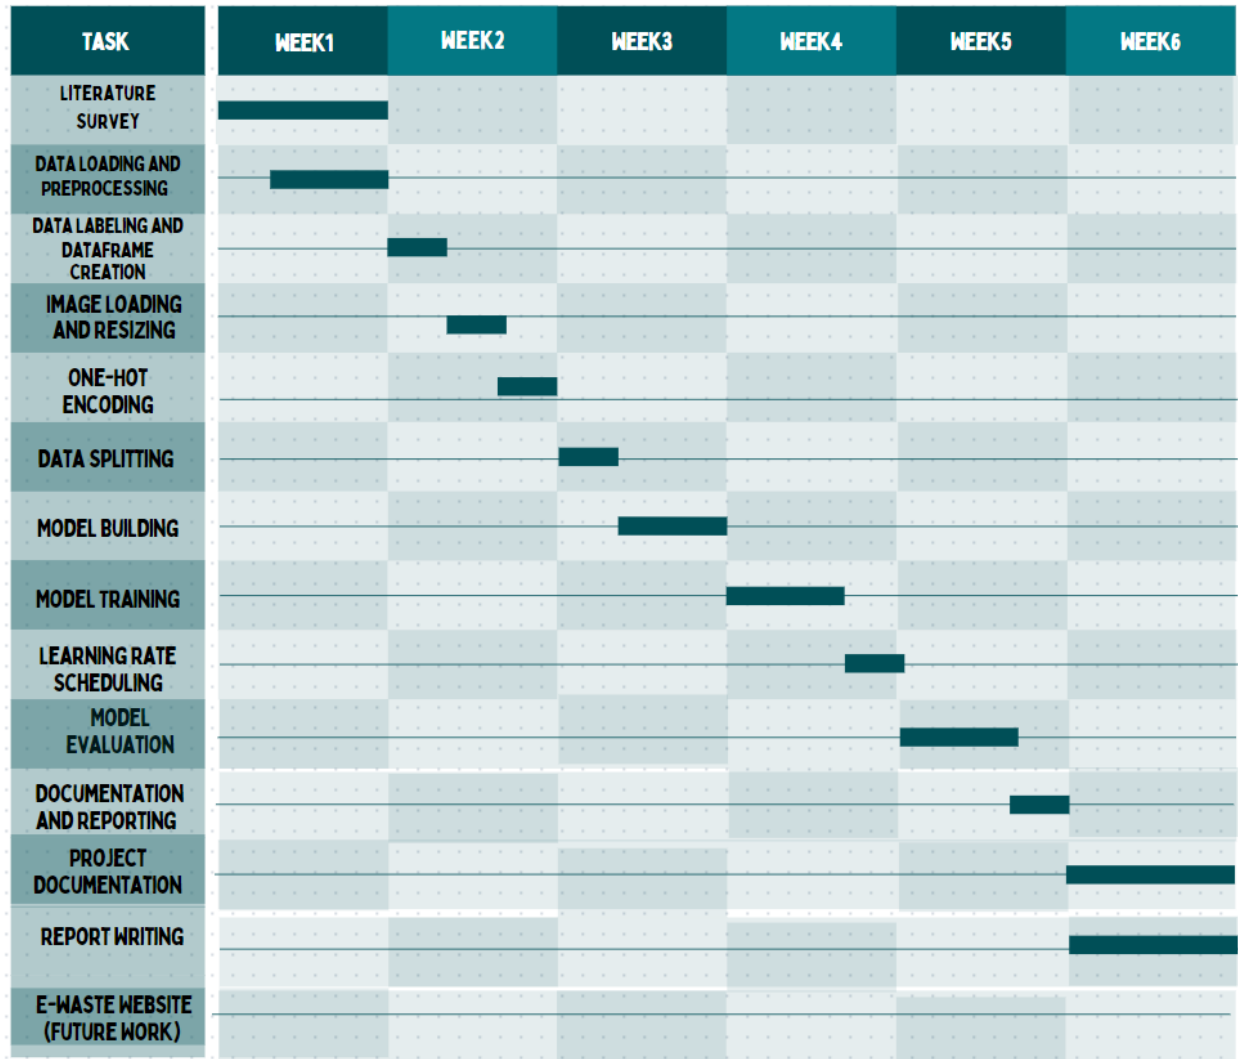 TASK
WEEK1
WEEK2
WEEK3
WEEK4
WEEK5
WEEK6
LITERATURE
SURVEY
DATA LOADING AND
PREPROCESSING
DATA LABELING AND
DATAFRAME
CREATION
IMAGE LOADING
AND RESIZING
ONE-HOT
ENCODING
DATA SPLITTING
MODEL BUILDING
MODEL TRAINING
LEARNING RATE
SCHEDULING
MODEL
EVALUATION
DOCUMENTATION
AND REPORTING
PROJECT
DOCUMENTATION
REPORT WRITING
E-WASTE WEBSITE
(FUTURE WORK)